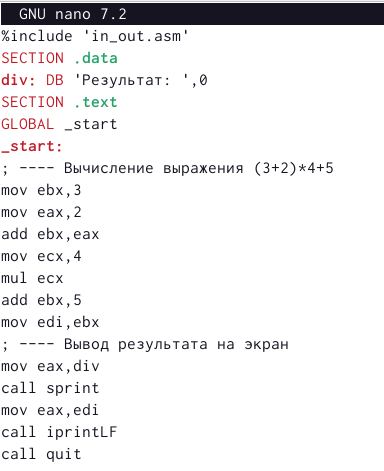 GNU nano 7.2
%include 'in_out.asm'
SECTION .data
div: DB 'Результат: ',0
SECTION .text
GLOBAL _start
_start:
; ---- Вычисление выражения (3+2)*4+5
mov ebx,3
mov eax,2
add ebx,eax
mov ecx,4
mul ecx
add ebx,5
mov edi,ebx
; ---- Вывод результата на экран
mov eax,div
call sprint
mov eax,edi
call iprintLF
call quit